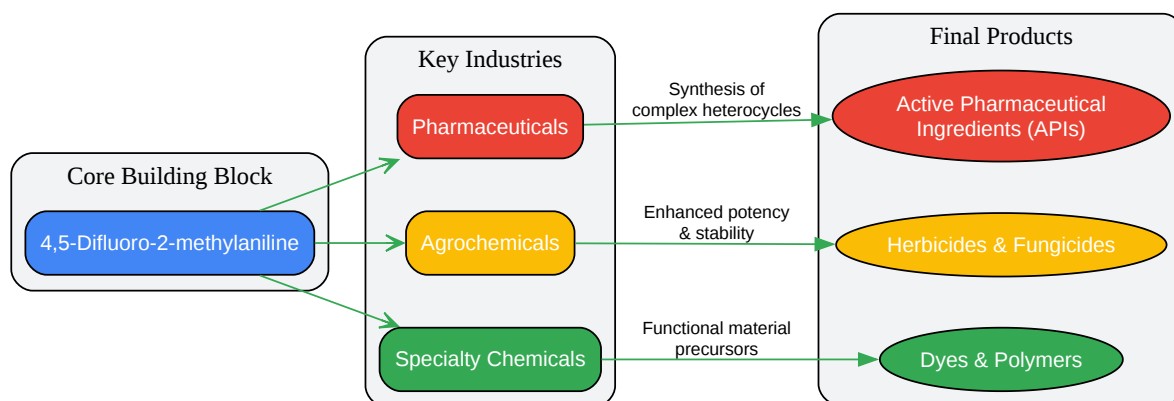 Core Building Block
4,5-Difluoro-2-methylaniline
Key Industries
Pharmaceuticals
Agrochemicals
Specialty Chemicals
Synthesis of
complex heterocycles
Enhanced potency
& stability
Functional material
precursors
Final Products
Active Pharmaceutical
Ingredients (APIs)
Herbicides & Fungicides
Dyes & Polymers